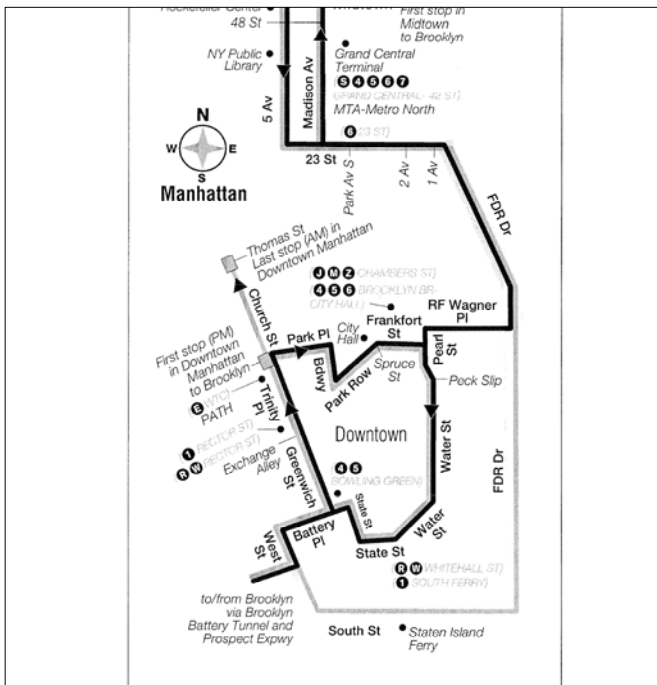 48 St
First stop in
Midtown
to Brooklyn
NY Public
Library
Grand Central
Terminal
(S 4 5 6 7
GRAND CENTRAL- 42 ST)
MTA-Metro North
5 Av
Madison Av
(6 23 ST)
23 St
Park Av S
2 Av
1 Av
N
W E
S
Manhattan
FDR Dr
Thomas St
Last stop (AM) in
Downtown Manhattan
(J M Z CHAMBERS ST)
(4 5 6 BROOKLYN BR-
CITY HALL)
RF Wagner
Pl
Frankfort
St
City
Hall
Church St
Park Pl
Bdwy
Park Row
Spruce
St
Pearl
St
Peck Slip
First stop (PM)
in Downtown
Manhattan
to Brooklyn
(E WTC)
PATH
Trinity
Pl
(1 RECTOR ST)
(R W RECTOR ST)
Exchange
Alley
Greenwich
St
Downtown
Water St
FDR Dr
(4 5
BOWLING GREEN)
State St
Battery
Pl
West
St
State St
Water
St
(R W WHITEHALL ST)
(1 SOUTH FERRY)
to/from Brooklyn
via Brooklyn
Battery Tunnel and
Prospect Expwy
South St
Staten Island
Ferry